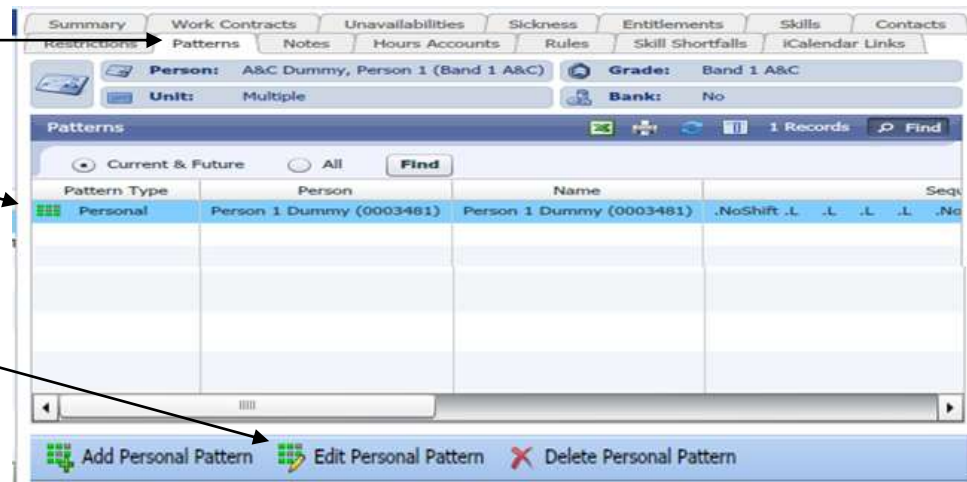 Summary Work Contracts Unavailabilities Sickness Entitlements Skills Contacts
Restrictions Patterns Notes Hours Accounts Rules Skill Shortfalls iCalendar Links
Person: A&C Dummy, Person 1 (Band 1 A&C) Grade: Band 1 A&C
Unit: Multiple Bank: No
Patterns 1 Records Find
Current & Future All Find
Pattern Type Person Name Sequ
Personal Person 1 Dummy (0003481) Person 1 Dummy (0003481) .NoShift .L .L .L .L .No
Add Personal Pattern Edit Personal Pattern Delete Personal Pattern